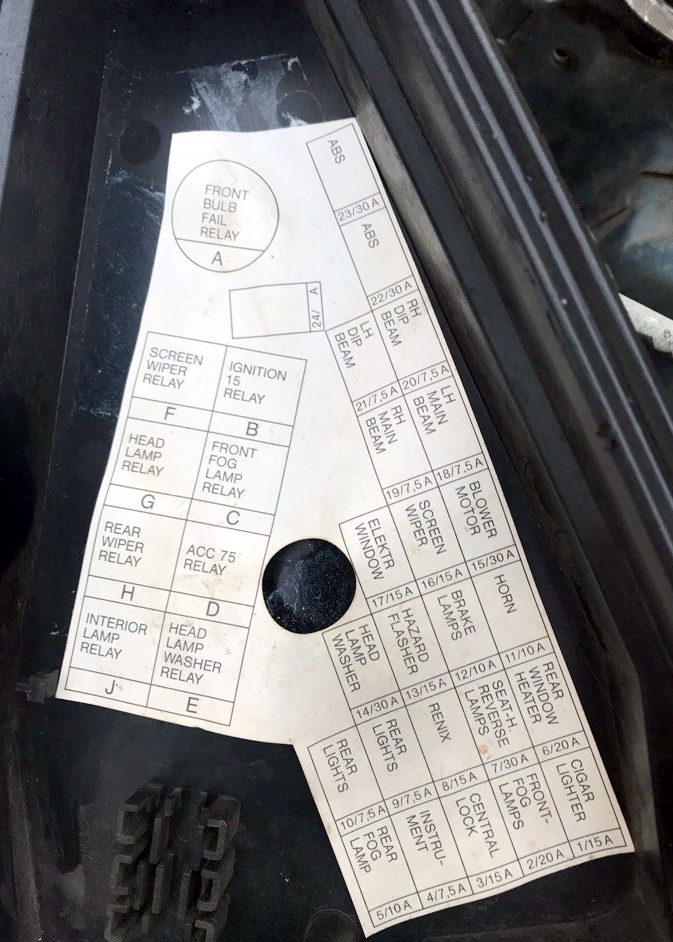 FRONT
BULB
FAIL
RELAY
A
24/ A
SCREEN
WIPER
RELAY
F
IGNITION
15
RELAY
B
HEAD
LAMP
RELAY
G
FRONT
FOG
LAMP
RELAY
C
REAR
WIPER
RELAY
H
ACC 75
RELAY
D
INTERIOR
LAMP
RELAY
J
HEAD
LAMP
WASHER
RELAY
E
ABS
23/30 A
ABS
22/30 A
LH
DIP
BEAM
21/7,5 A
RH
DIP
BEAM
20/7,5 A
RH
MAIN
BEAM
19/7,5 A
LH
MAIN
BEAM
18/7,5 A
ELEKTR
WINDOW
17/15 A
SCREEN
WIPER
16/15 A
BLOWER
MOTOR
15/30 A
HEAD
LAMP
WASHER
14/30 A
HAZARD
FLASHER
13/15 A
BRAKE
LAMPS
12/10 A
HORN
11/10 A
REAR
LIGHTS
10/7,5 A
REAR
LIGHTS
9/7,5 A
RENIX
8/15 A
SEAT-H.
REVERSE
LAMPS
7/30 A
REAR
WINDOW
HEATER
6/20 A
REAR
FOG
LAMP
5/10 A
INSTRU-
MENT
4/7,5 A
CENTRAL
LOCK
3/15 A
FRONT-
FOG
LAMPS
2/20 A
CIGAR
LIGHTER
1/15 A